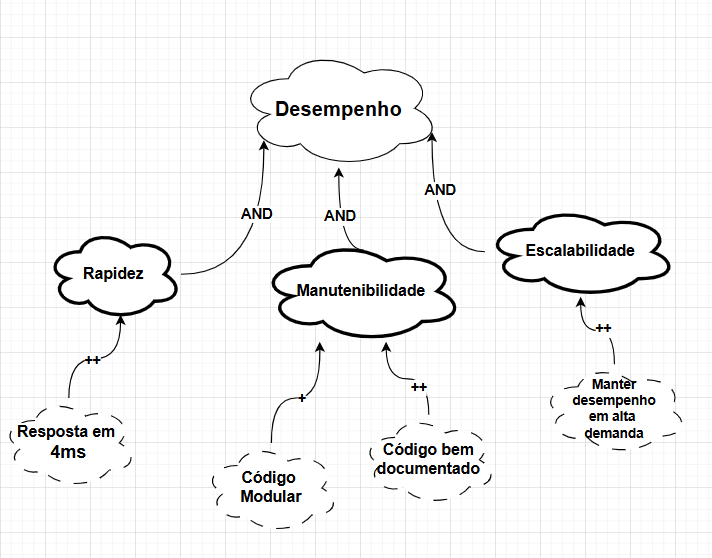 Desempenho
AND
AND
AND
Rapidez
Manutenibilidade
Escalabilidade
++
+
++
++
Resposta em
4ms
Código
Modular
Código bem
documentado
Manter
desempenho
em alta
demanda